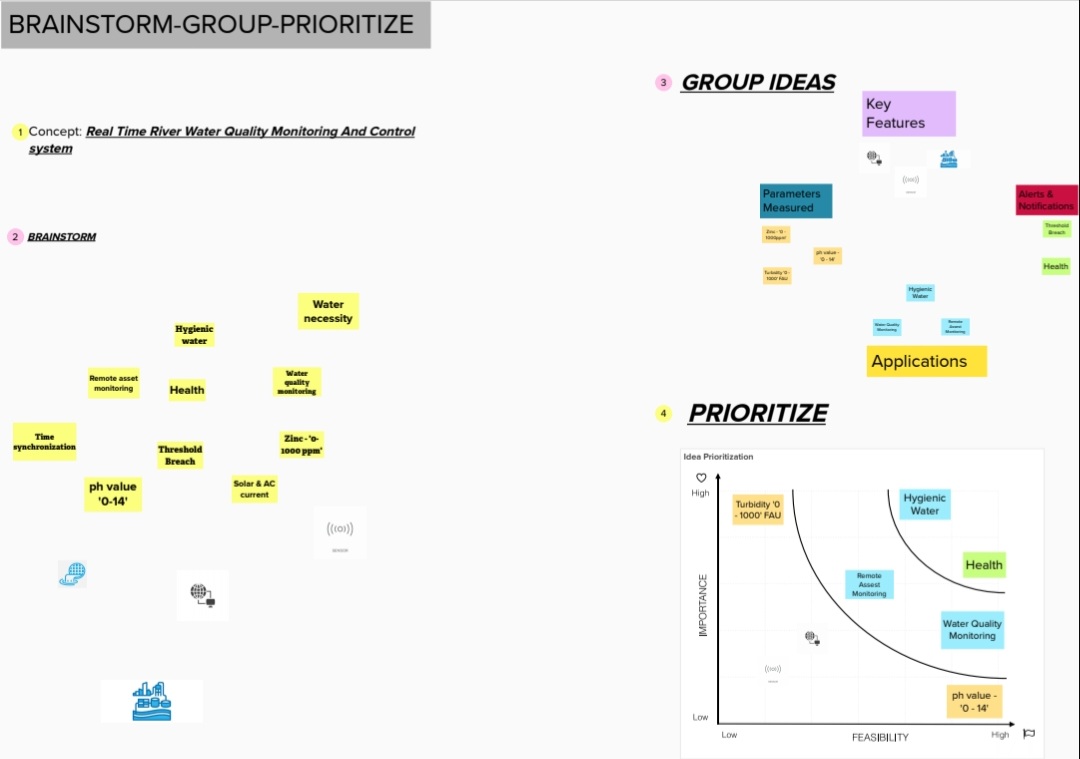 BRAINSTORM-GROUP-PRIORITIZE
1
Concept: Real Time River Water Quality Monitoring And Control
system
2
BRAINSTORM
Water
necessity
Hygienic
water
Remote asset
monitoring
Health
Water
quality
monitoring
Time
synchronization
Threshold
Breach
Zinc - '0-
1000 ppm'
ph value
'0-14'
Solar & AC
current
3
GROUP IDEAS
Key
Features
Parameters
Measured
Zinc - '0 -
1000ppm'
ph value -
'0 - 14'
Turbidity '0 -
1000' FAU
Alerts &
Notifications
Threshold
Breach
Health
Hygienic
Water
Water Quality
Monitoring
Remote
Assest
Monitoring
Applications
4
PRIORITIZE
Idea Prioritization
High
IMPORTANCE
Low
Turbidity '0
- 1000' FAU
Hygienic
Water
Health
Remote
Assest
Monitoring
Water Quality
Monitoring
ph value -
'0 - 14'
Low
FEASIBILITY
High